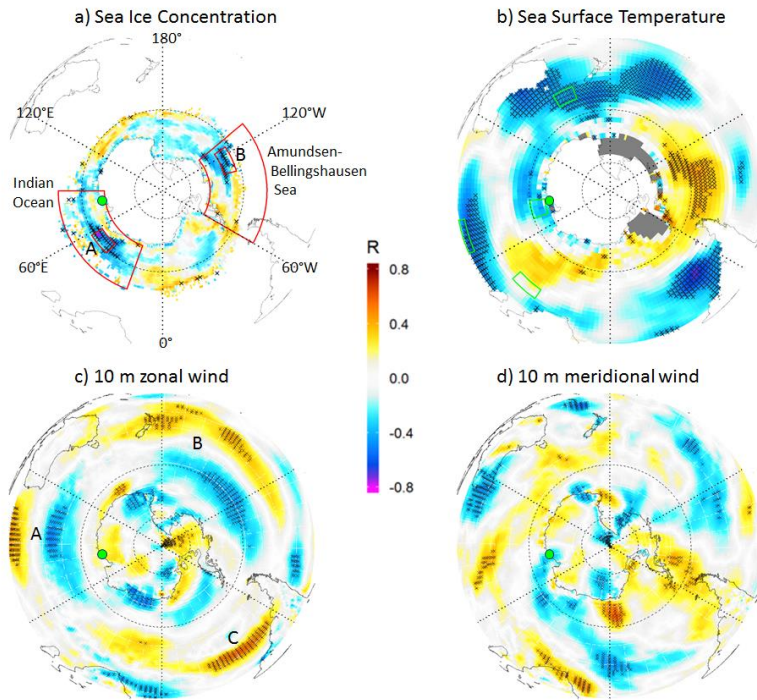 a) Sea Ice Concentration
b) Sea Surface Temperature
180°
120°E
120°W
Amundsen-
Bellingshausen
Sea
B
Indian
Ocean
A
60°E
60°W
0°
R
0.8
0.4
0.0
-0.4
-0.8
c) 10 m zonal wind
d) 10 m meridional wind
B
A
C